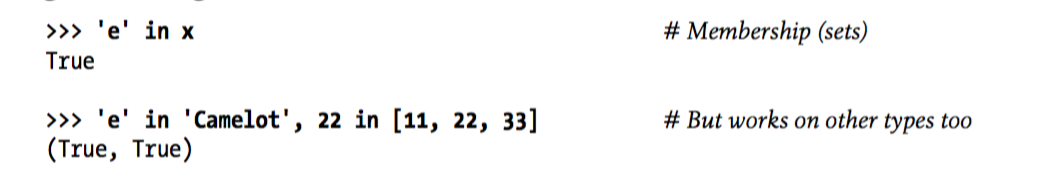 >>> 'e' in x # Membership (sets)
True
>>> 'e' in 'Camelot', 22 in [11, 22, 33] # But works on other types too
(True, True)